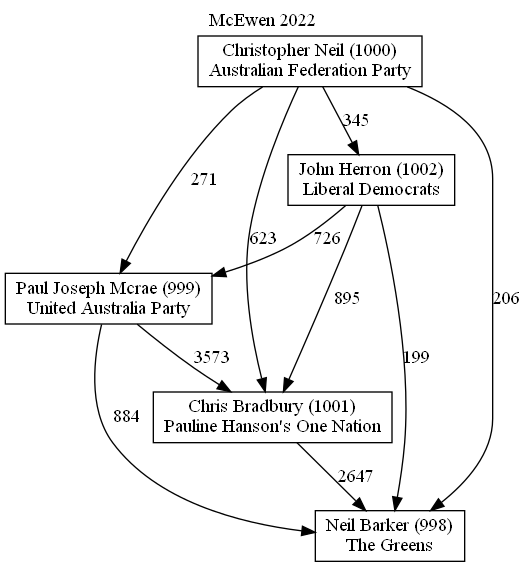 McEwen 2022
Christopher Neil (1000)
Australian Federation Party
345
John Herron (1002)
Liberal Democrats
271
623
726
Paul Joseph Mcrae (999)
United Australia Party
895
206
3573
199
Chris Bradbury (1001)
Pauline Hanson's One Nation
884
2647
Neil Barker (998)
The Greens